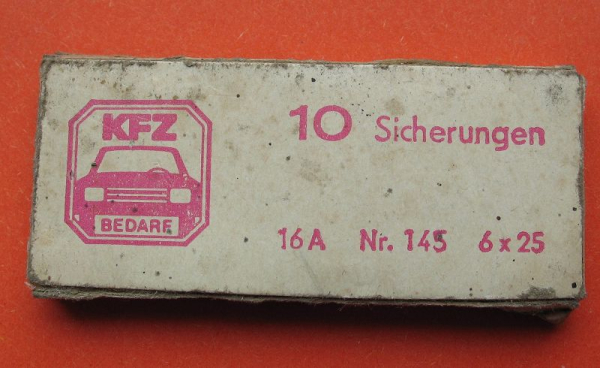 KFZ
BEDARF
10 Sicherungen
16A Nr. 145 6x25